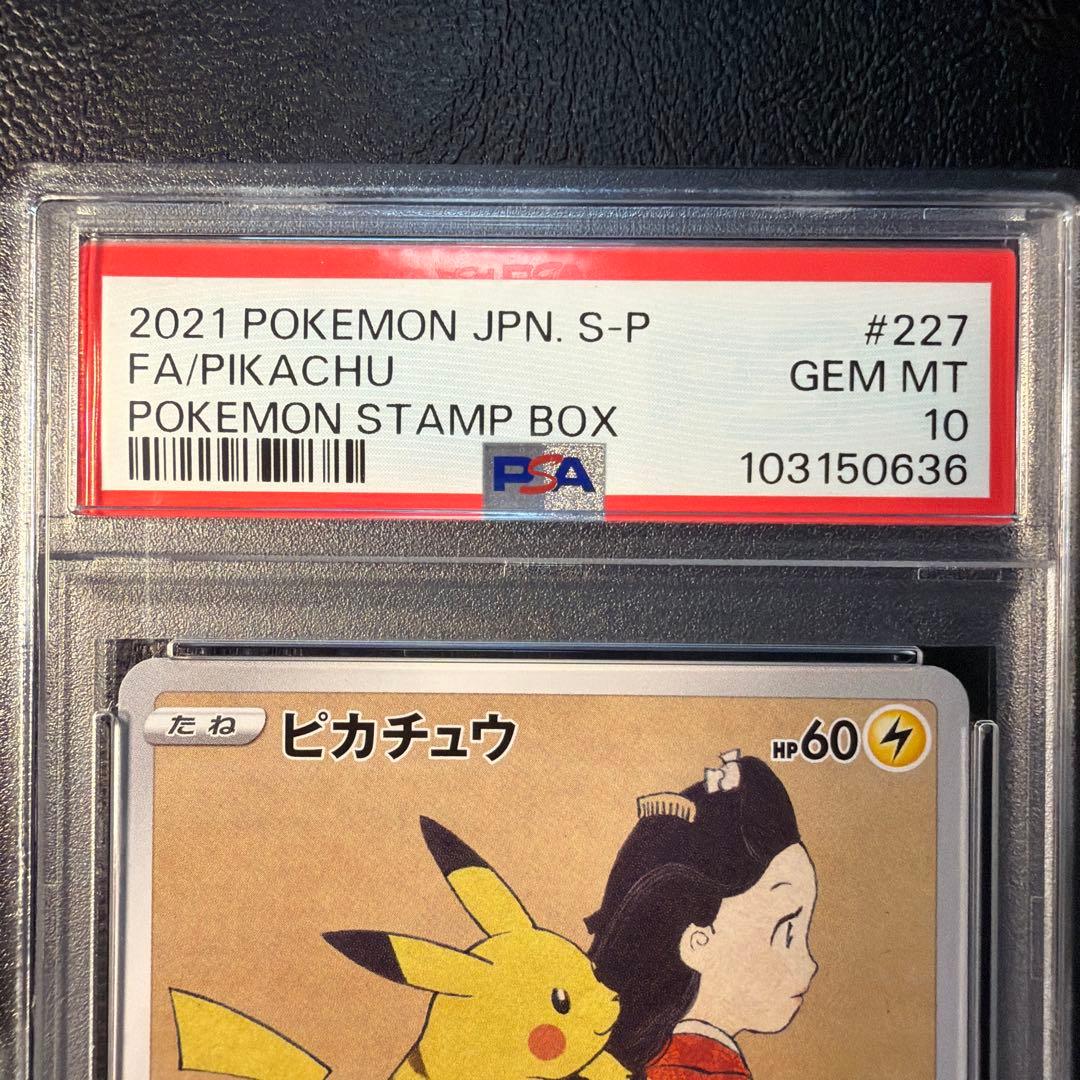 2021 POKEMON JPN. S-P #227
FA/PIKACHU GEM MT
POKEMON STAMP BOX 10
PSA 103150636
たね ピカチュウ HP60